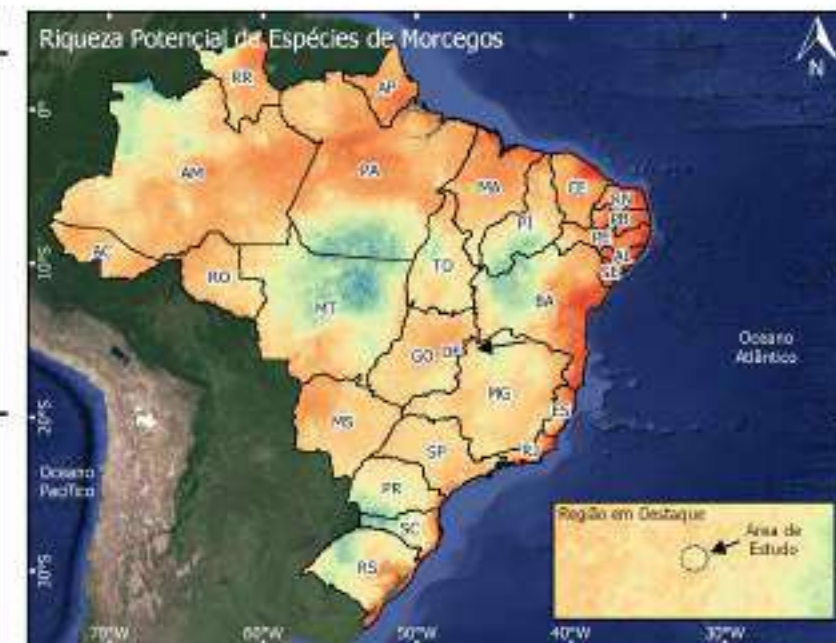 Riqueza Potencial de Espécies de Morcegos
N
RR
AP
0°
AM
PA
MA
CE
RN
PB
PI
PE
AL
SE
AC
10°S
RO
TO
BA
MT
GO
DF
Oceano
Atlântico
MG
ES
MS
20°S
SP
RJ
Oceano
Pacífico
PR
SC
Região em Destaque
Área de
Estudo
RS
30°S
70°W
60°W
50°W
40°W
30°W